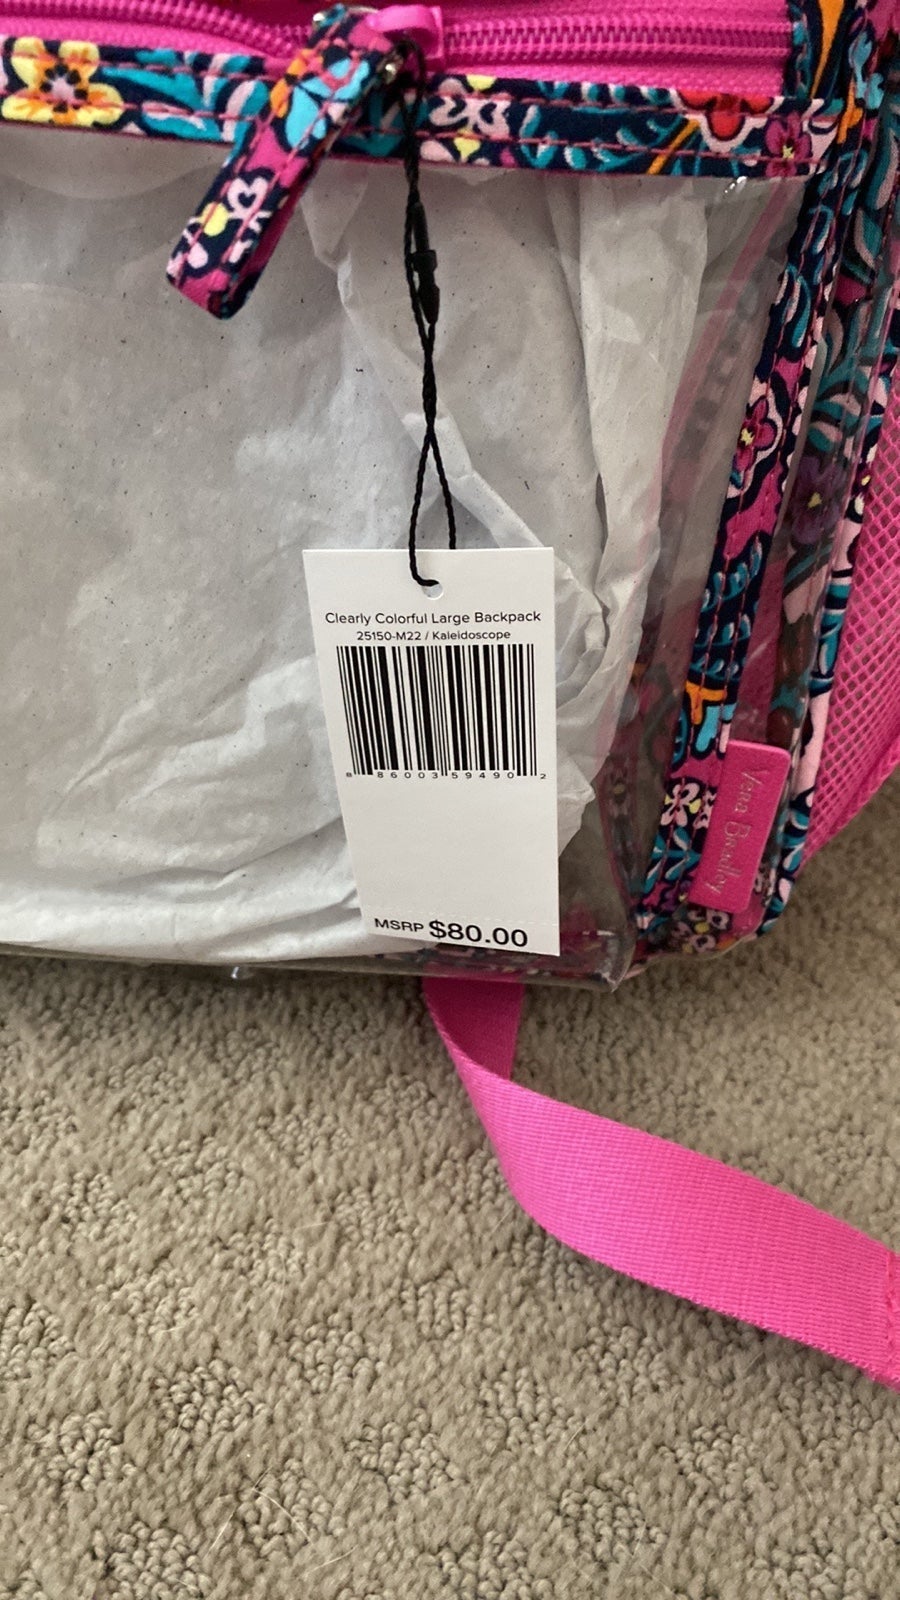 Clearly Colorful Large Backpack
25150-M22 / Kaleidoscope
8 86003 59490 2
MSRP $80.00
Vera Bradley